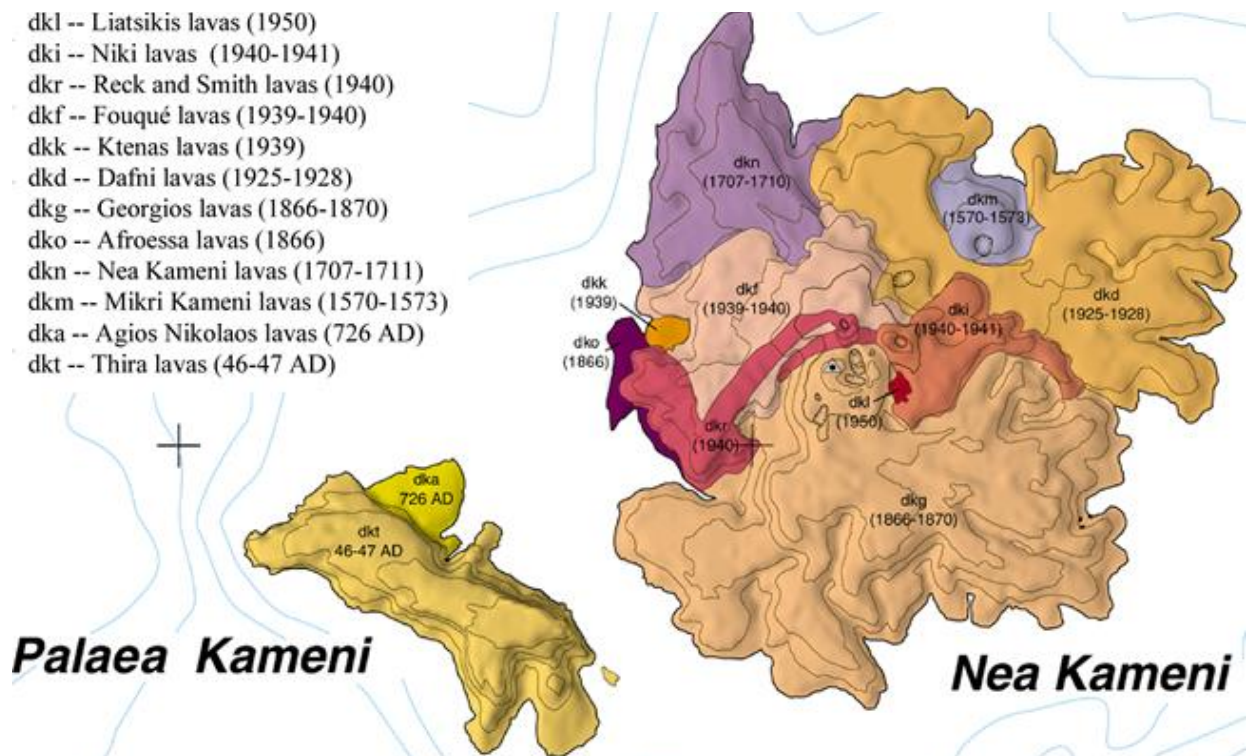 dkl -- Liatsikis lavas (1950)
dki -- Niki lavas (1940-1941)
dkr -- Reck and Smith lavas (1940)
dkf -- Fouqué lavas (1939-1940)
dkk -- Ktenas lavas (1939)
dkd -- Dafni lavas (1925-1928)
dkg -- Georgios lavas (1866-1870)
dko -- Afroessa lavas (1866)
dkn -- Nea Kameni lavas (1707-1711)
dkm -- Mikri Kameni lavas (1570-1573)
dka -- Agios Nikolaos lavas (726 AD)
dkt -- Thira lavas (46-47 AD)
dkn
(1707-1710)
dkm
(1570-1573)
dkk
(1939)
dkf
(1939-1940)
dki
(1940-1941)
dkd
(1925-1928)
dko
(1866)
dkl
(1950)
dkr
(1940)
dka
726 AD
dkg
(1866-1870)
dkt
46-47 AD
Palaea Kameni
Nea Kameni